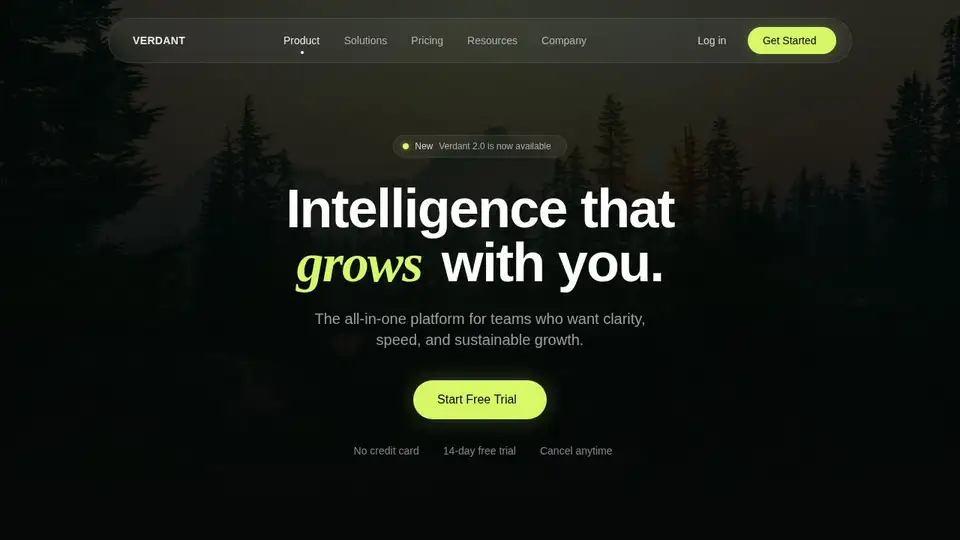 VERDANT
Product
Solutions
Pricing
Resources
Company
Log in
Get Started
New Verdant 2.0 is now available
Intelligence that
grows with you.
The all-in-one platform for teams who want clarity,
speed, and sustainable growth.
Start Free Trial
No credit card
14-day free trial
Cancel anytime